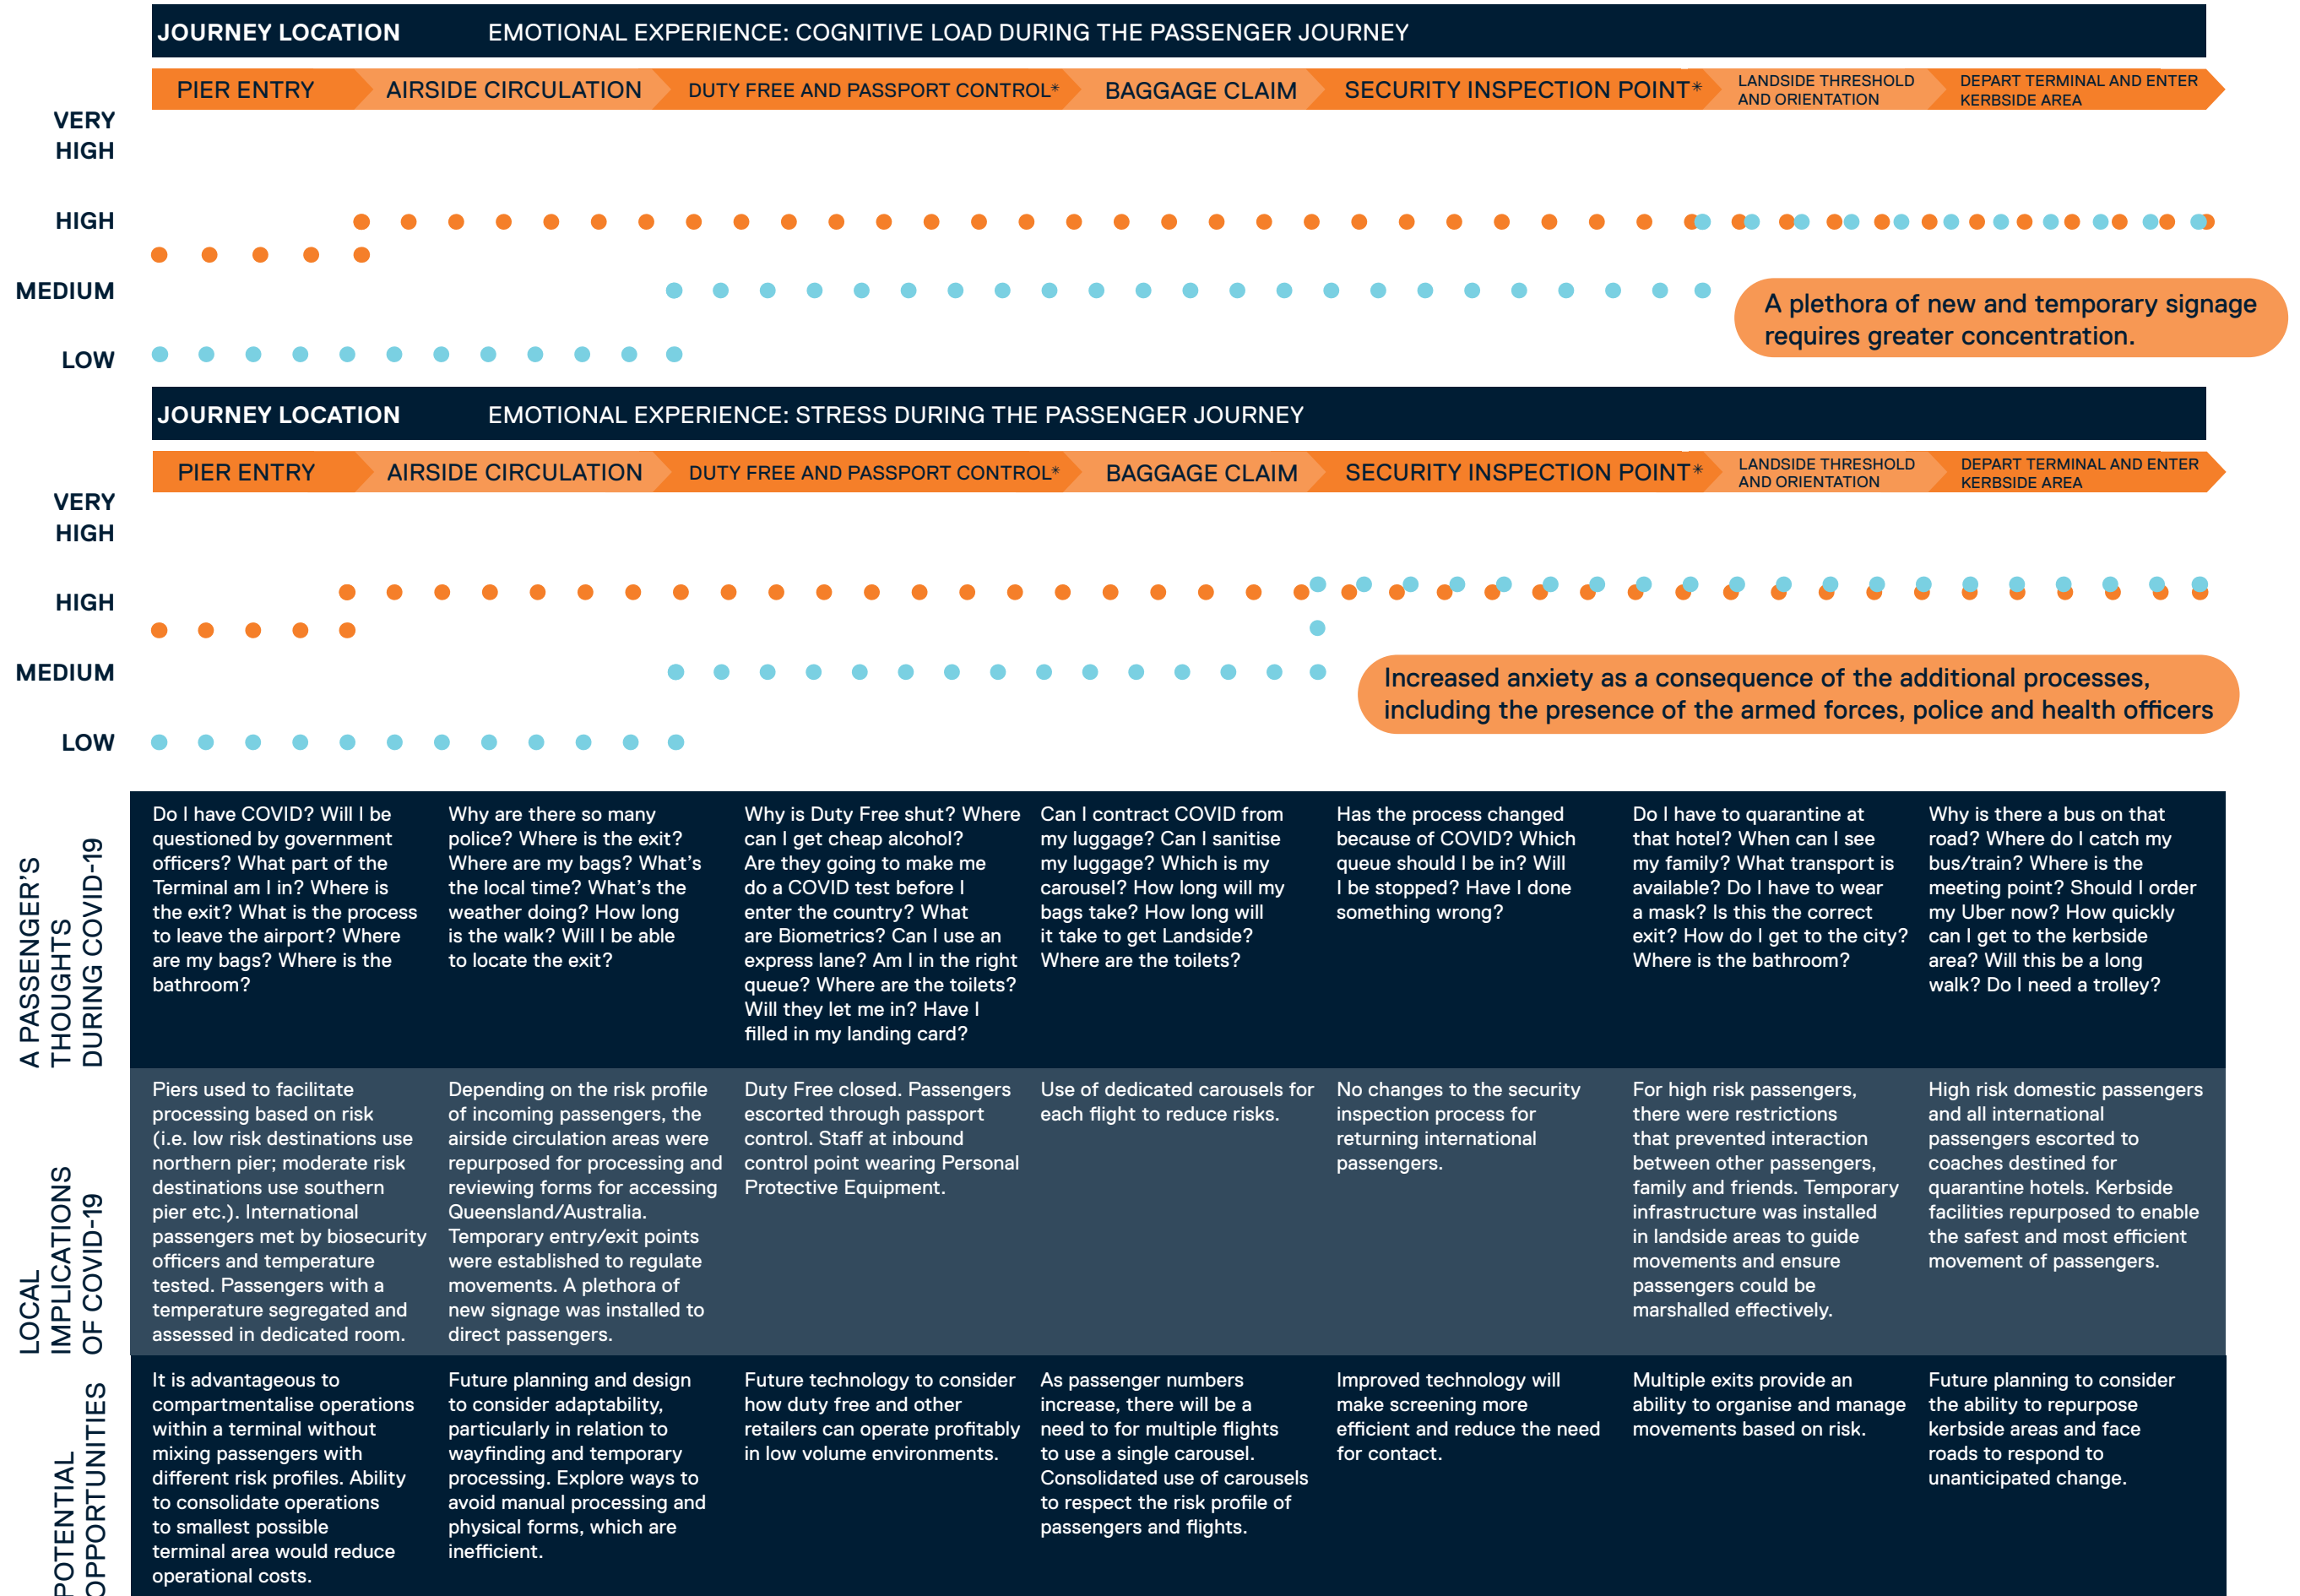 JOURNEY LOCATION EMOTIONAL EXPERIENCE: COGNITIVE LOAD DURING THE PASSENGER JOURNEY
PIER ENTRY
AIRSIDE CIRCULATION
DUTY FREE AND PASSPORT CONTROL*
BAGGAGE CLAIM
SECURITY INSPECTION POINT*
LANDSIDE THRESHOLD
AND ORIENTATION
DEPART TERMINAL AND ENTER
KERBSIDE AREA
VERY
HIGH
HIGH
MEDIUM
LOW
A plethora of new and temporary signage
requires greater concentration.
JOURNEY LOCATION EMOTIONAL EXPERIENCE: STRESS DURING THE PASSENGER JOURNEY
PIER ENTRY
AIRSIDE CIRCULATION
DUTY FREE AND PASSPORT CONTROL*
BAGGAGE CLAIM
SECURITY INSPECTION POINT*
LANDSIDE THRESHOLD
AND ORIENTATION
DEPART TERMINAL AND ENTER
KERBSIDE AREA
VERY
HIGH
HIGH
MEDIUM
LOW
Increased anxiety as a consequence of the additional processes,
including the presence of the armed forces, police and health officers
A PASSENGER'S
THOUGHTS
DURING COVID-19
Do I have COVID? Will I be
questioned by government
officers? What part of the
Terminal am I in? Where is
the exit? What is the process
to leave the airport? Where
are my bags? Where is the
bathroom?
Why are there so many
police? Where is the exit?
Where are my bags? What's
the local time? What's the
weather doing? How long
is the walk? Will I be able
to locate the exit?
Why is Duty Free shut? Where
can I get cheap alcohol?
Are they going to make me
do a COVID test before I
enter the country? What
are Biometrics? Can I use an
express lane? Am I in the right
queue? Where are the toilets?
Will they let me in? Have I
filled in my landing card?
Can I contract COVID from
my luggage? Can I sanitise
my luggage? Which is my
carousel? How long will my
bags take? How long will
it take to get Landside?
Where are the toilets?
Has the process changed
because of COVID? Which
queue should I be in? Will
I be stopped? Have I done
something wrong?
Do I have to quarantine at
that hotel? When can I see
my family? What transport is
available? Do I have to wear
a mask? Is this the correct
exit? How do I get to the city?
Where is the bathroom?
Why is there a bus on that
road? Where do I catch my
bus/train? Where is the
meeting point? Should I order
my Uber now? How quickly
can I get to the kerbside
area? Will this be a long
walk? Do I need a trolley?
LOCAL
IMPLICATIONS
OF COVID-19
Piers used to facilitate
processing based on risk
(i.e. low risk destinations use
northern pier; moderate risk
destinations use southern
pier etc.). International
passengers met by biosecurity
officers and temperature
tested. Passengers with a
temperature segregated and
assessed in dedicated room.
Depending on the risk profile
of incoming passengers, the
airside circulation areas were
repurposed for processing and
reviewing forms for accessing
Queensland/Australia.
Temporary entry/exit points
were established to regulate
movements. A plethora of
new signage was installed to
direct passengers.
Duty Free closed. Passengers
escorted through passport
control. Staff at inbound
control point wearing Personal
Protective Equipment.
Use of dedicated carousels for
each flight to reduce risks.
No changes to the security
inspection process for
returning international
passengers.
For high risk passengers,
there were restrictions
that prevented interaction
between other passengers,
family and friends. Temporary
infrastructure was installed
in landside areas to guide
movements and ensure
passengers could be
marshalled effectively.
High risk domestic passengers
and all international
passengers escorted to
coaches destined for
quarantine hotels. Kerbside
facilities repurposed to enable
the safest and most efficient
movement of passengers.
POTENTIAL
OPPORTUNITIES
It is advantageous to
compartmentalise operations
within a terminal without
mixing passengers with
different risk profiles. Ability
to consolidate operations
to smallest possible
terminal area would reduce
operational costs.
Future planning and design
to consider adaptability,
particularly in relation to
wayfinding and temporary
processing. Explore ways to
avoid manual processing and
physical forms, which are
inefficient.
Future technology to consider
how duty free and other
retailers can operate profitably
in low volume environments.
As passenger numbers
increase, there will be a
need to for multiple flights
to use a single carousel.
Consolidated use of carousels
to respect the risk profile of
passengers and flights.
Improved technology will
make screening more
efficient and reduce the need
for contact.
Multiple exits provide an
ability to organise and manage
movements based on risk.
Future planning to consider
the ability to repurpose
kerbside areas and face
roads to respond to
unanticipated change.